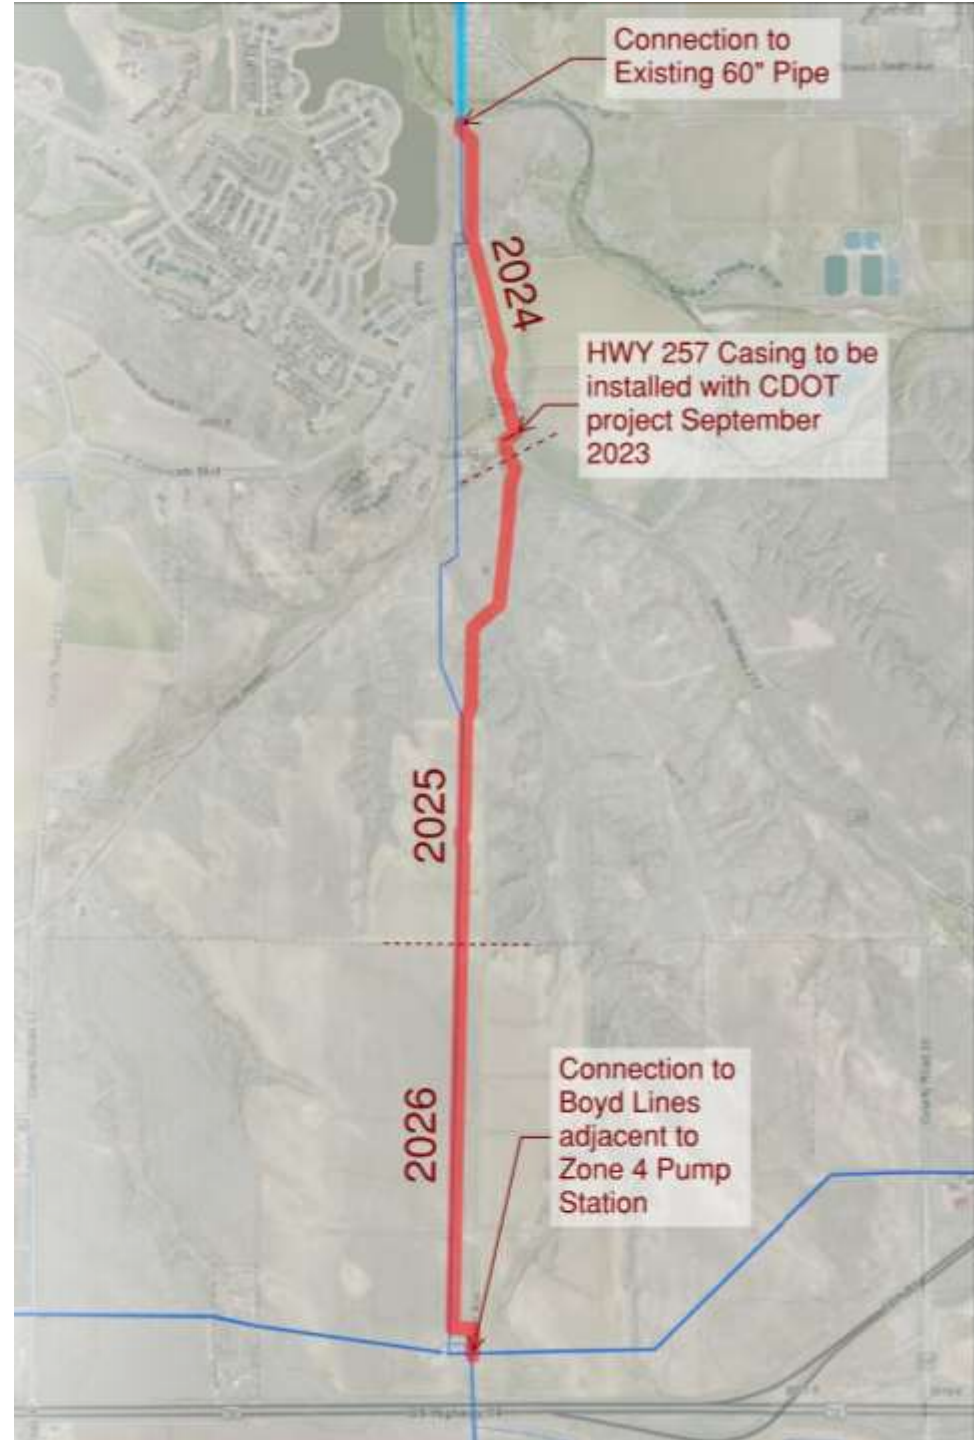 Connection to
Existing 60" Pipe
2024
HWY 257 Casing to be
installed with CDOT
project September
2023
2025
2026
Connection to
Boyd Lines
adjacent to
Zone 4 Pump
Station